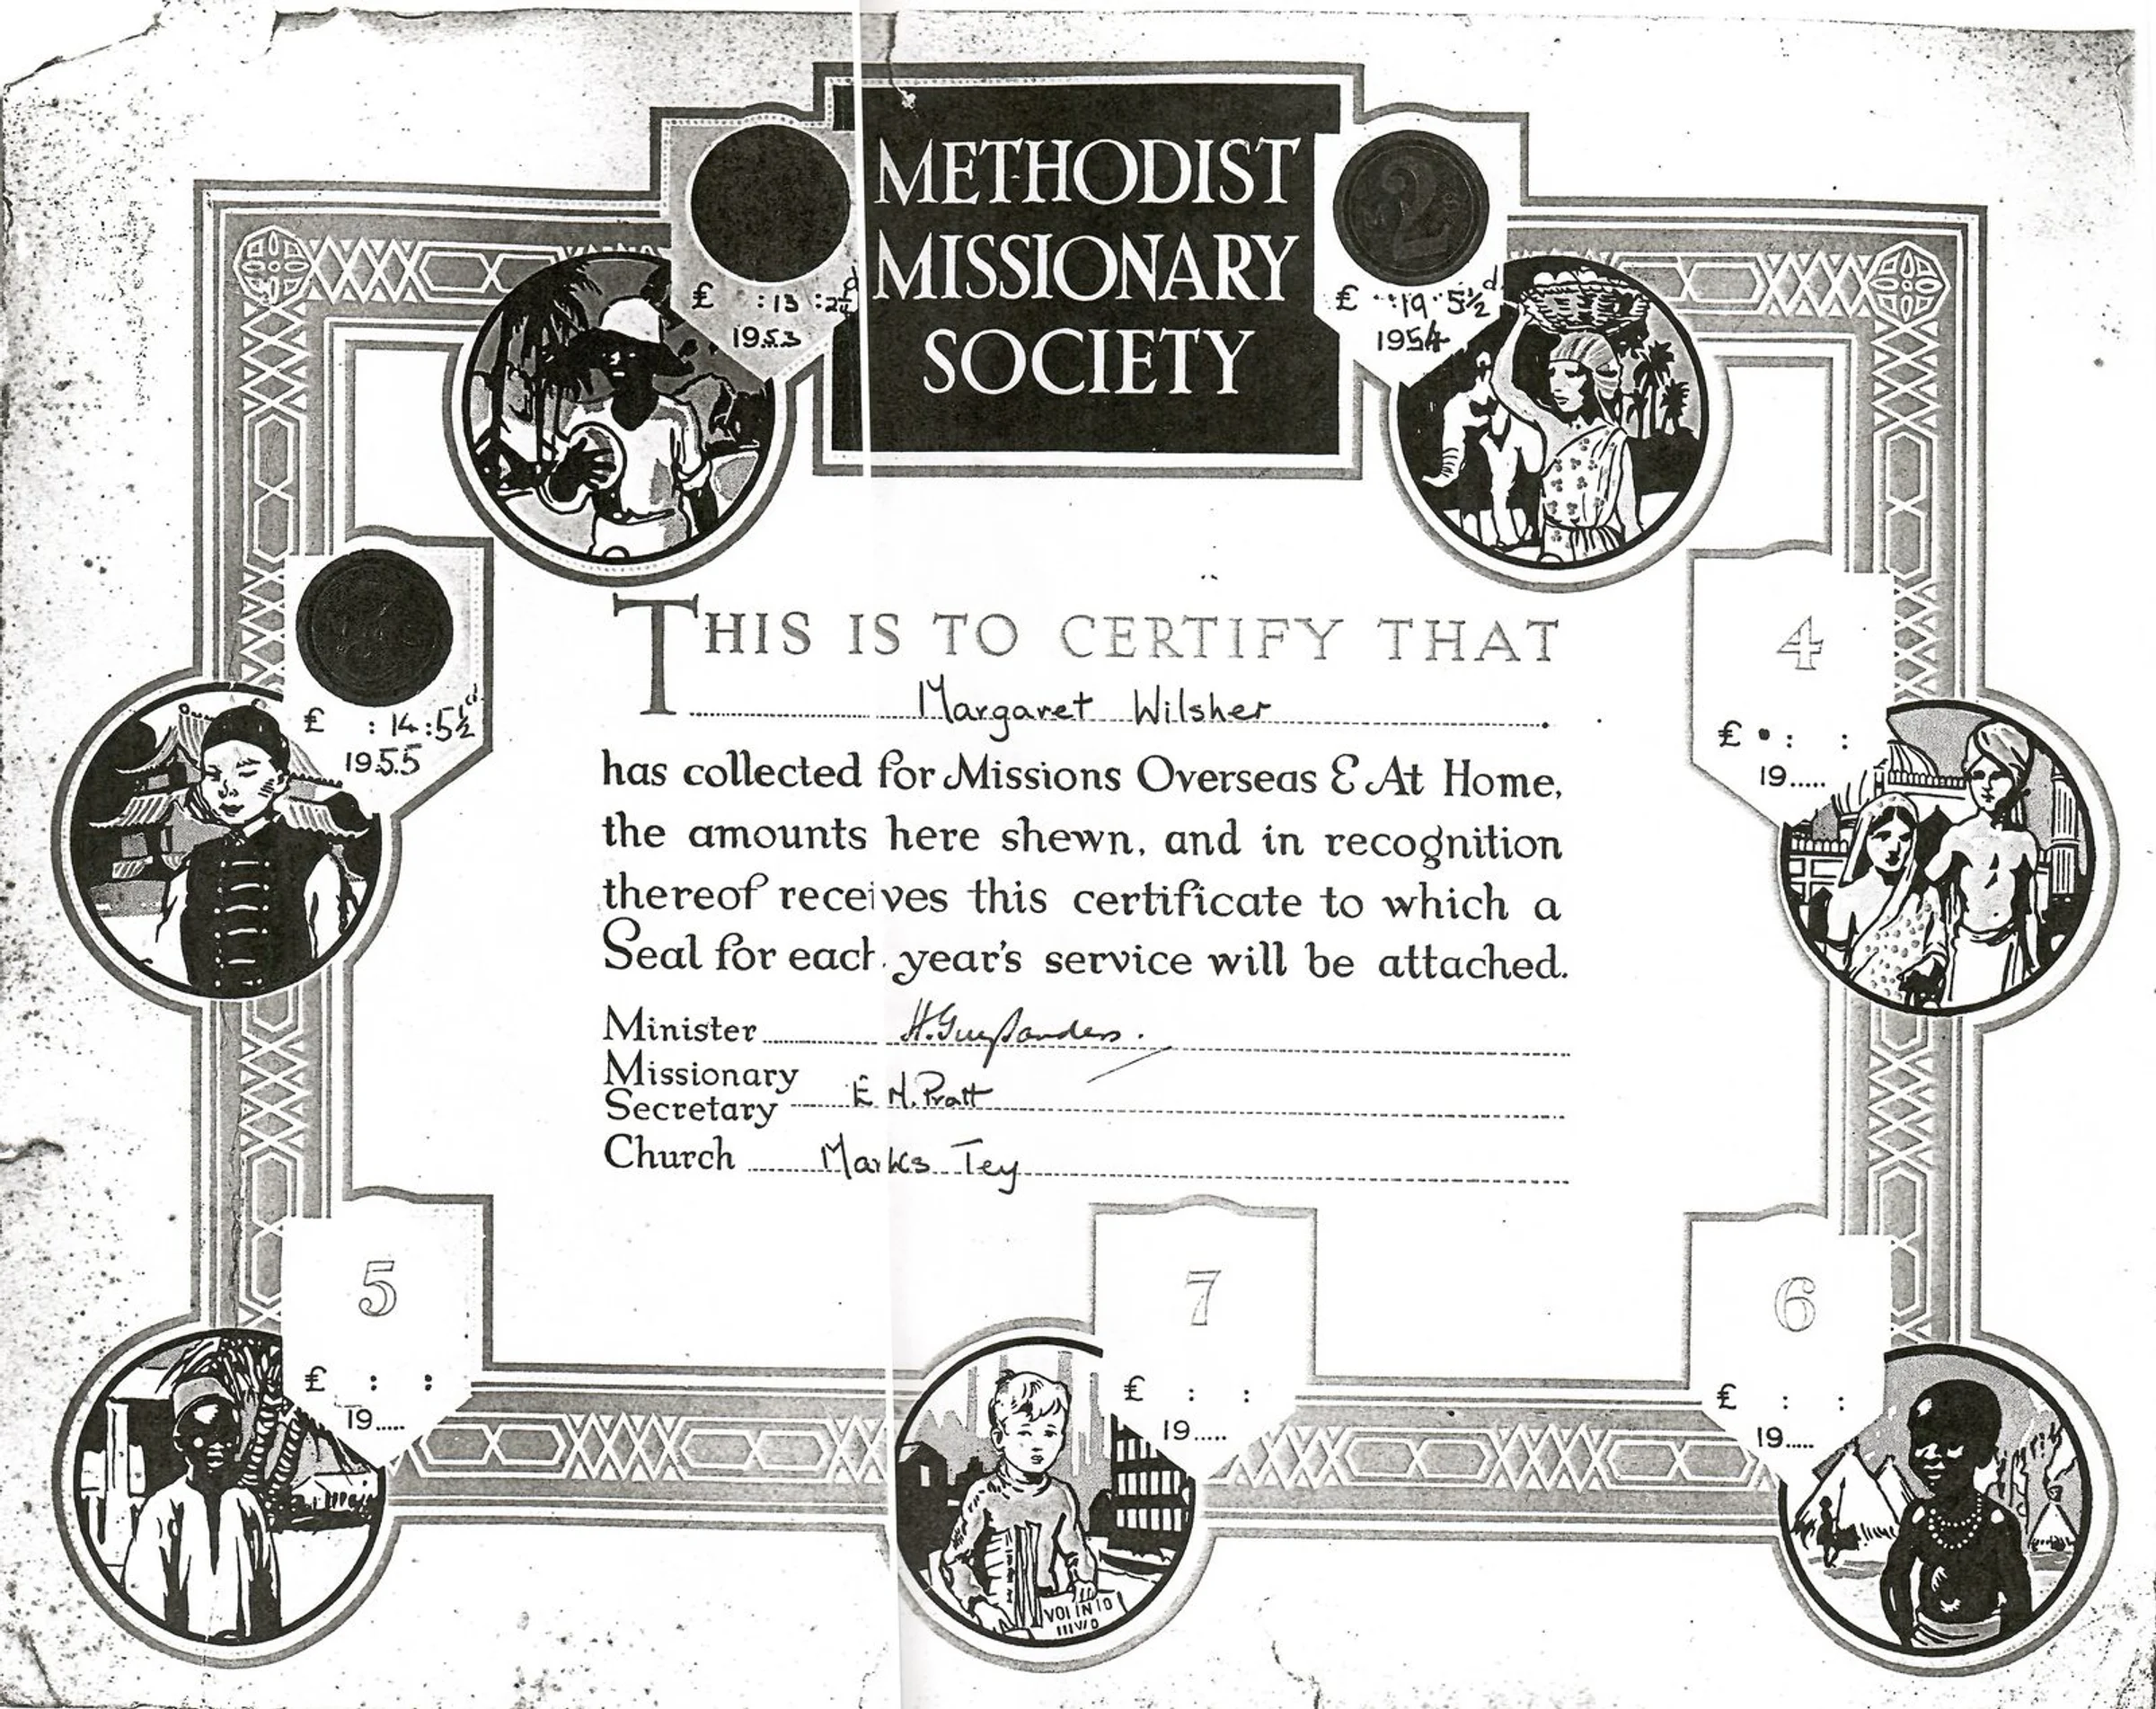 METHODIST
MISSIONARY
SOCIETY
£ : 13 :
1953
2
£ : 19 5½d
1954
£ : 14 : 5½d
1955
4
£ : :
19.....
THIS IS TO CERTIFY THAT
Margaret Wilsher
has collected for Missions Overseas & At Home,
the amounts here shewn, and in recognition
thereof receives this certificate to which a
Seal for each year's service will be attached.
Minister H. Guy Sanders.
Missionary
Secretary E N. Pratt
Church Marks Tey
5
£ : :
19.....
7
£ : :
19.....
6
£ : :
19.....